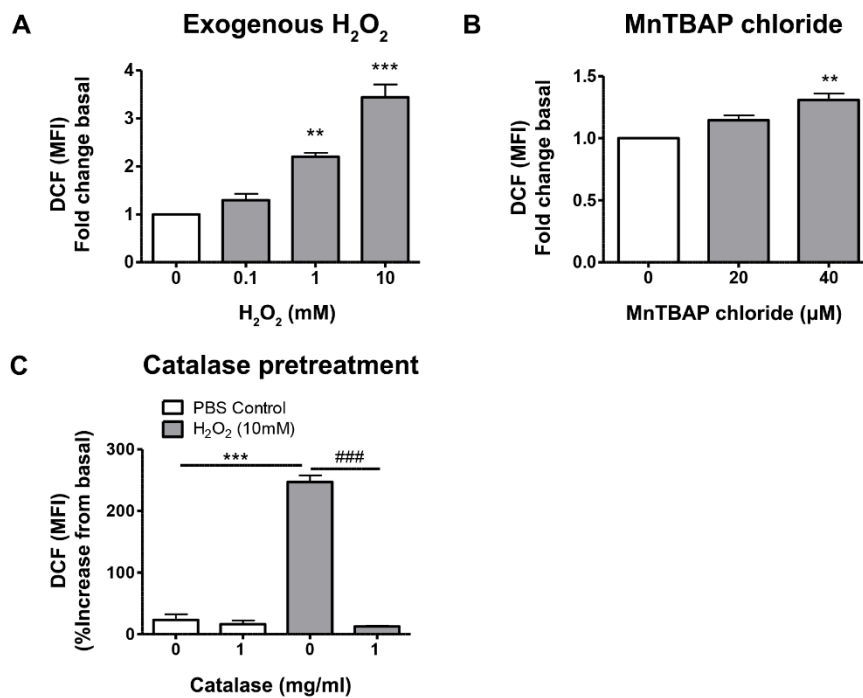 A
Exogenous H₂O₂
DCF (MFI)
Fold change basal
4
3
2
1
0
***
**
0
0.1
1
10
H₂O₂ (mM)
B
MnTBAP chloride
DCF (MFI)
Fold change basal
1.5
1.0
0.5
0.0
**
0
20
40
MnTBAP chloride (µM)
C
Catalase pretreatment
PBS Control
H₂O₂ (10mM)
DCF (MFI)
(%Increase from basal)
300
200
100
0
***
###
0
1
0
1
Catalase (mg/ml)